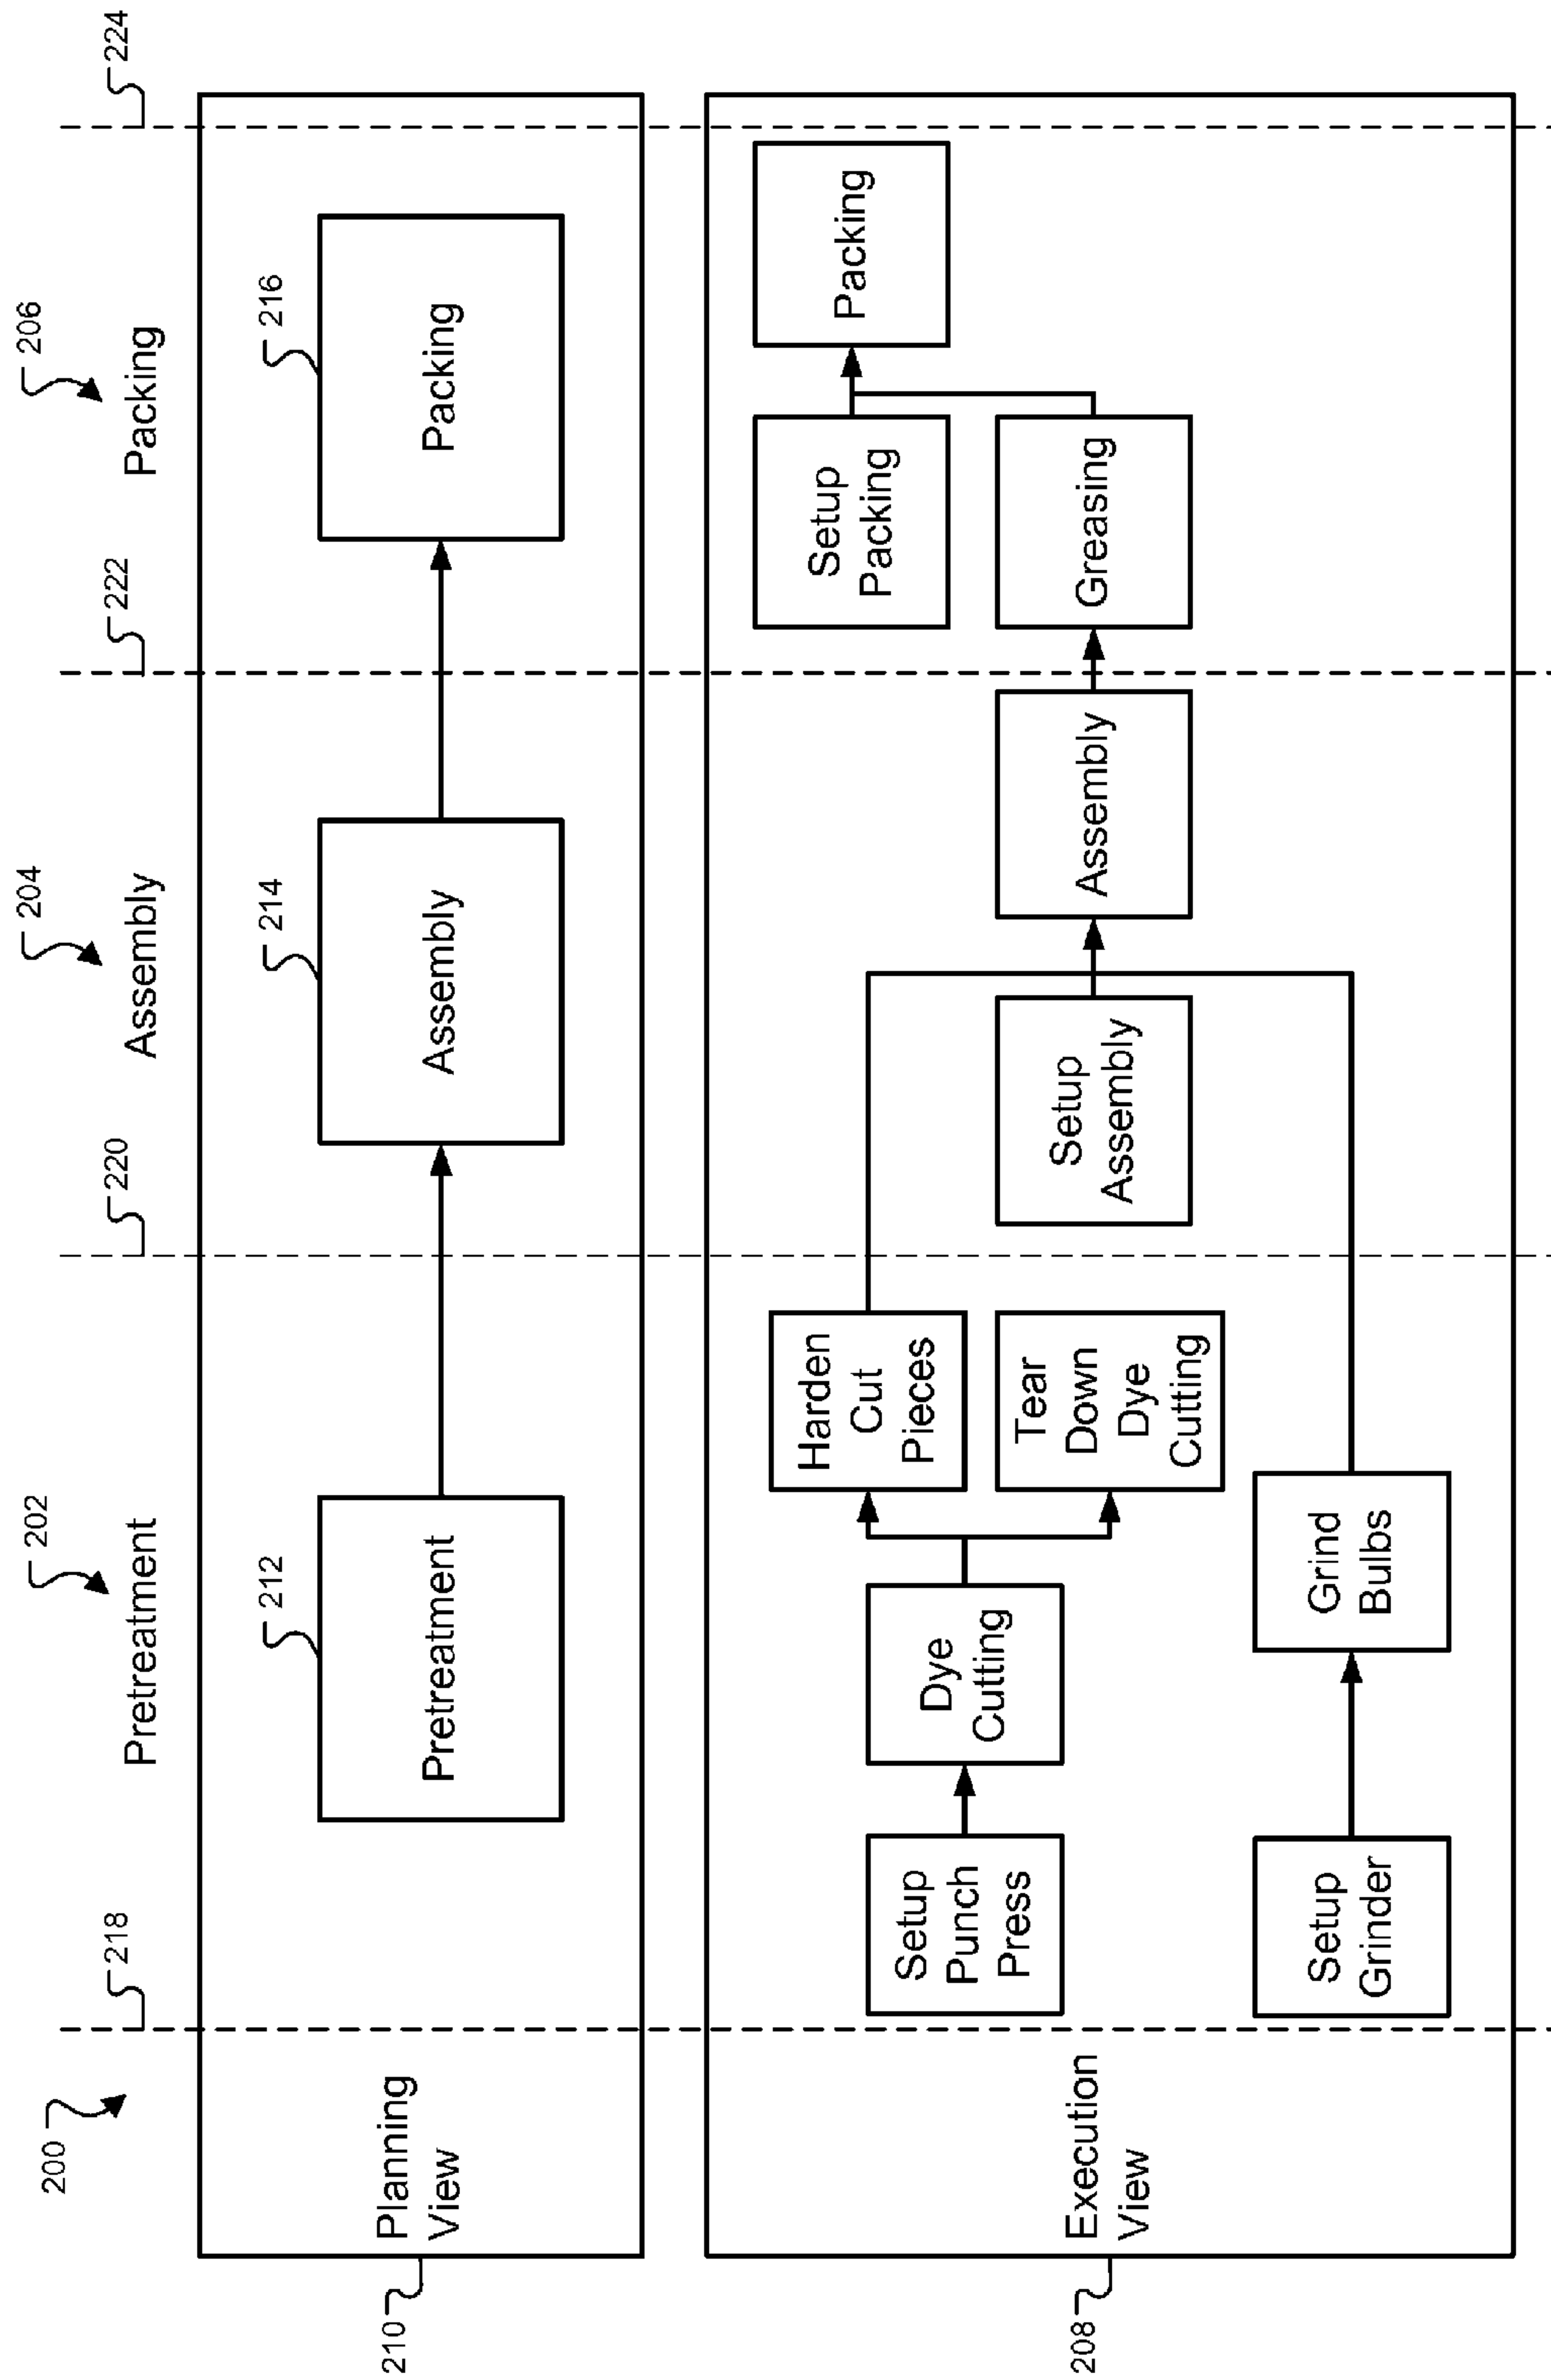 200
202
204
206
Pretreatment
Assembly
Packing
218
220
222
224
210
Planning
View
212
Pretreatment
214
Assembly
216
Packing
208
Execution
View
Setup
Punch
Press
Dye
Cutting
Harden
Cut
Pieces
Tear
Down
Dye
Cutting
Setup
Grinder
Grind
Bulbs
Setup
Assembly
Assembly
Setup
Packing
Greasing
Packing